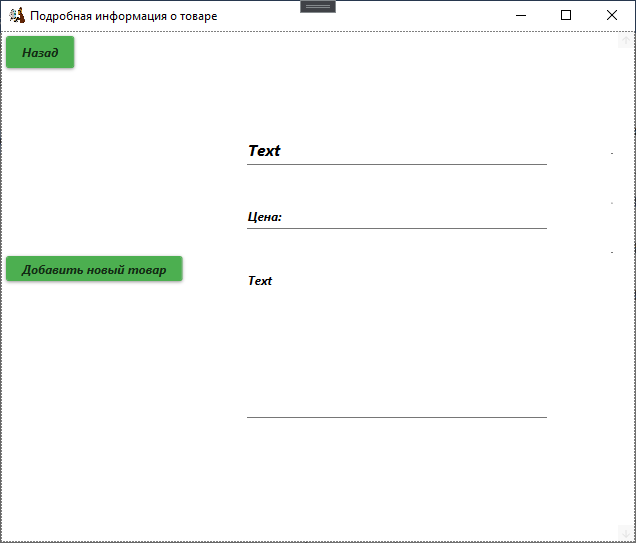 Подробная информация о товаре
Назад
Text
Цена:
Добавить новый товар
Text